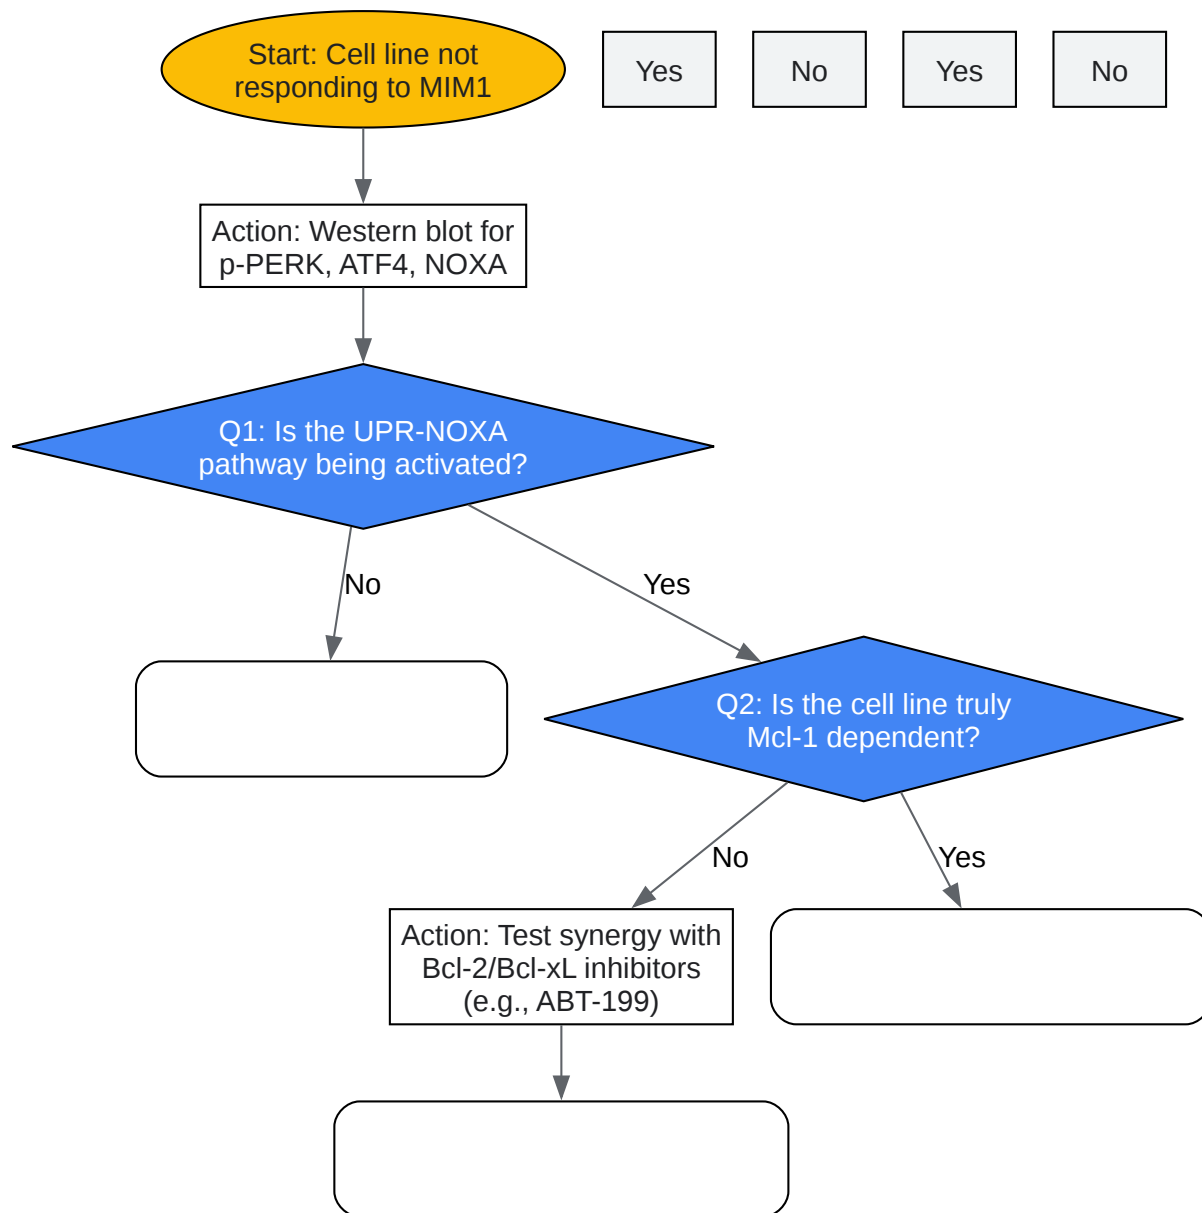 Start: Cell line not
responding to MIM1
Yes
No
Yes
No
Action: Western blot for
p-PERK, ATF4, NOXA
Q1: Is the UPR-NOXA
pathway being activated?
No
Yes
Q2: Is the cell line truly
Mcl-1 dependent?
No
Yes
Action: Test synergy with
Bcl-2/Bcl-xL inhibitors
(e.g., ABT-199)